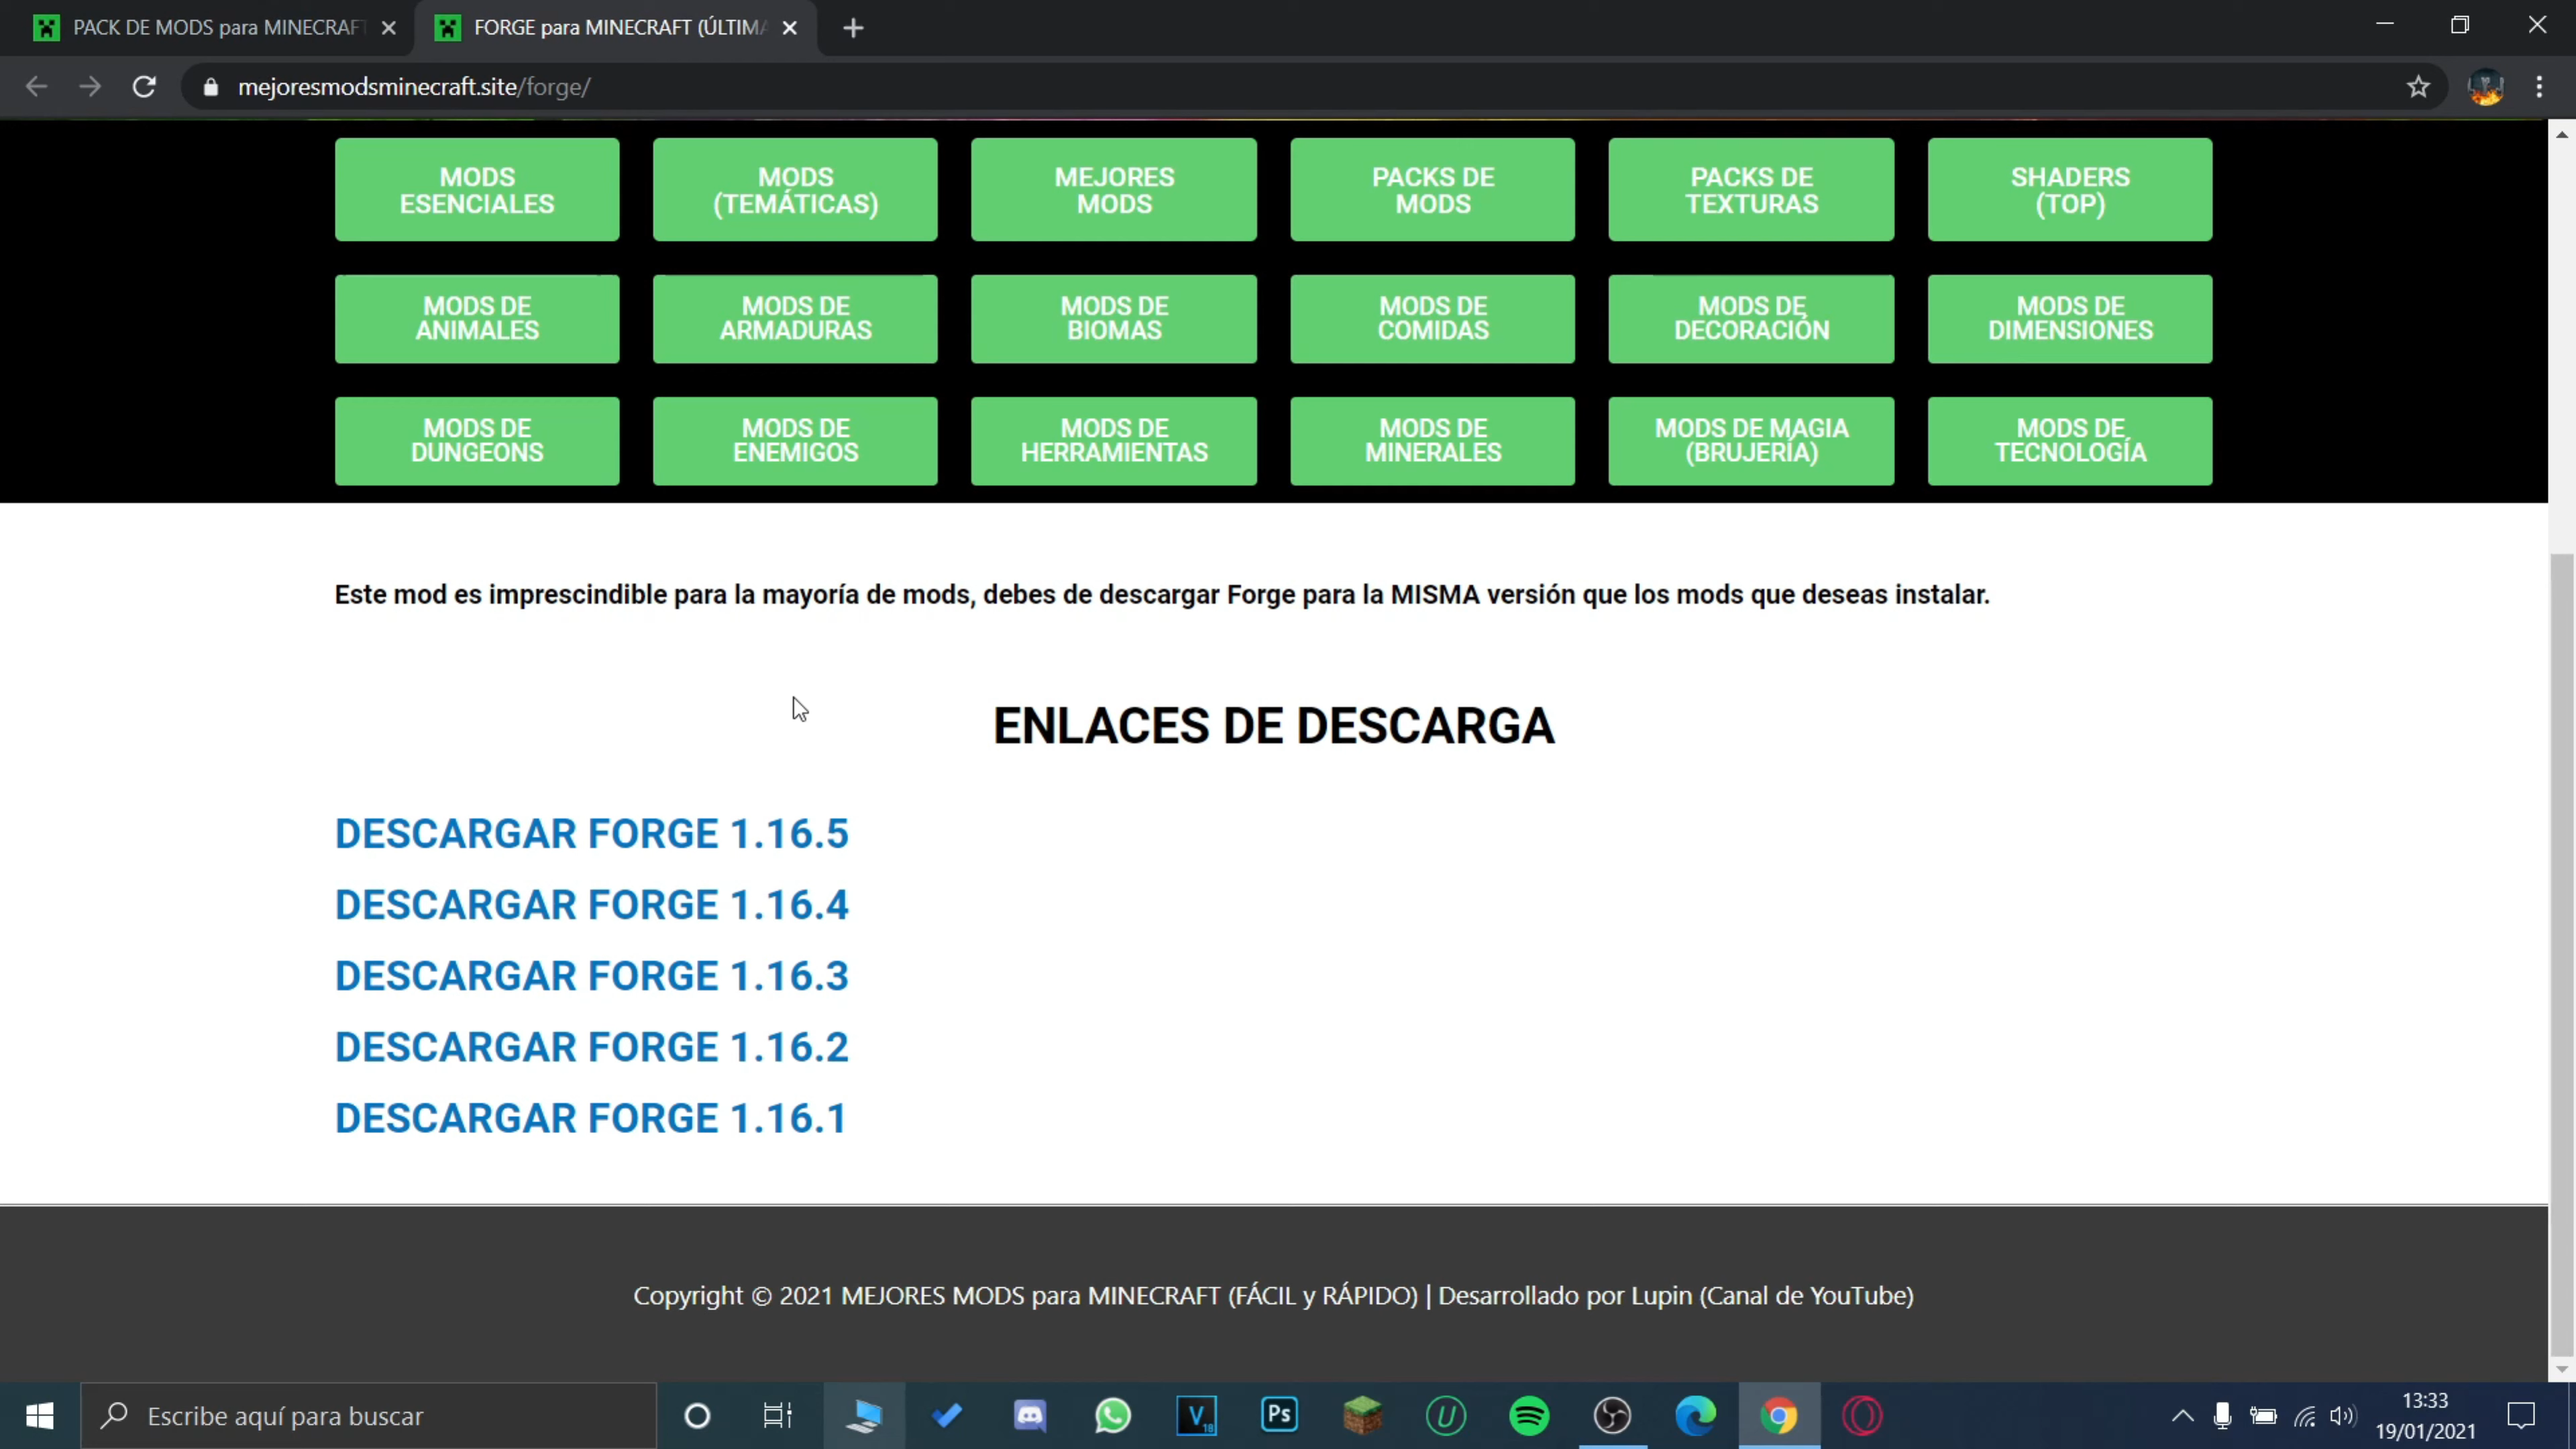 PACK DE MODS para MINECRAFT
FORGE para MINECRAFT (ÚLTIMA
mejoresmodsminecraft.site/forge/
MODS
ESENCIALES
MODS
(TEMÁTICAS)
MEJORES
MODS
PACKS DE
MODS
PACKS DE
TEXTURAS
SHADERS
(TOP)
MODS DE
ANIMALES
MODS DE
ARMADURAS
MODS DE
BIOMAS
MODS DE
COMIDAS
MODS DE
DECORACIÓN
MODS DE
DIMENSIONES
MODS DE
DUNGEONS
MODS DE
ENEMIGOS
MODS DE
HERRAMIENTAS
MODS DE
MINERALES
MODS DE MAGIA
(BRUJERÍA)
MODS DE
TECNOLOGÍA
Este mod es imprescindible para la mayoría de mods, debes de descargar Forge para la MISMA versión que los mods que deseas instalar.
ENLACES DE DESCARGA
DESCARGAR FORGE 1.16.5
DESCARGAR FORGE 1.16.4
DESCARGAR FORGE 1.16.3
DESCARGAR FORGE 1.16.2
DESCARGAR FORGE 1.16.1
Copyright © 2021 MEJORES MODS para MINECRAFT (FÁCIL y RÁPIDO) | Desarrollado por Lupin (Canal de YouTube)
Escribe aquí para buscar
V
18
Ps
U
13:33
19/01/2021